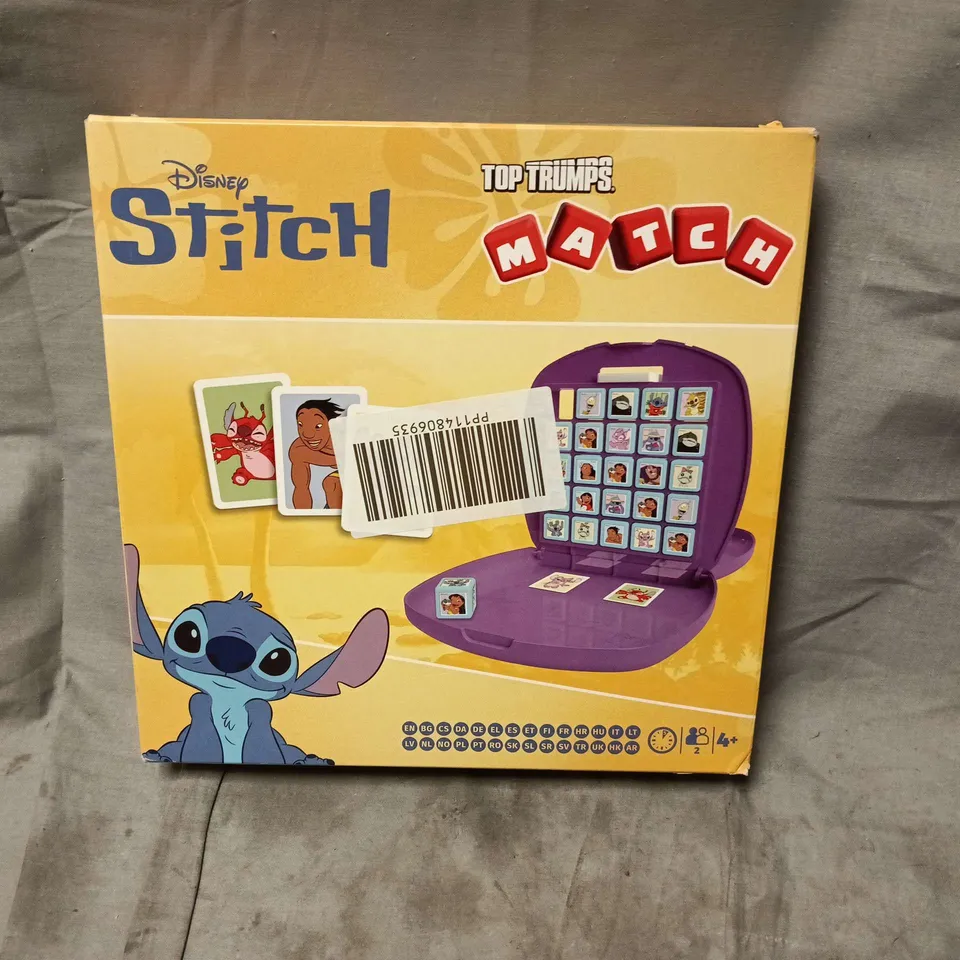 Disney
Stitch
TOP TRUMPS
MATCH
PP114806935
EN BG CS DA DE EL ES ET FI FR HR HU IT LT
LV NL NO PL PT RO SK SL SR SV TR UK HK AR
2
4+